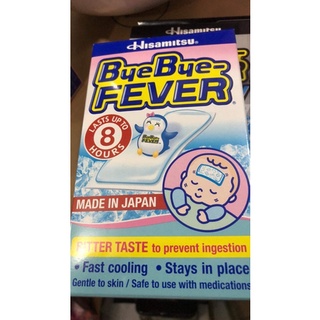 Hisamitsu®
ByeBye-
FEVER®
LASTS UP TO
8
HOURS
ByeBye-
FEVER
MADE IN JAPAN
BITTER TASTE to prevent ingestion
• Fast cooling • Stays in place
Gentle to skin / Safe to use with medications